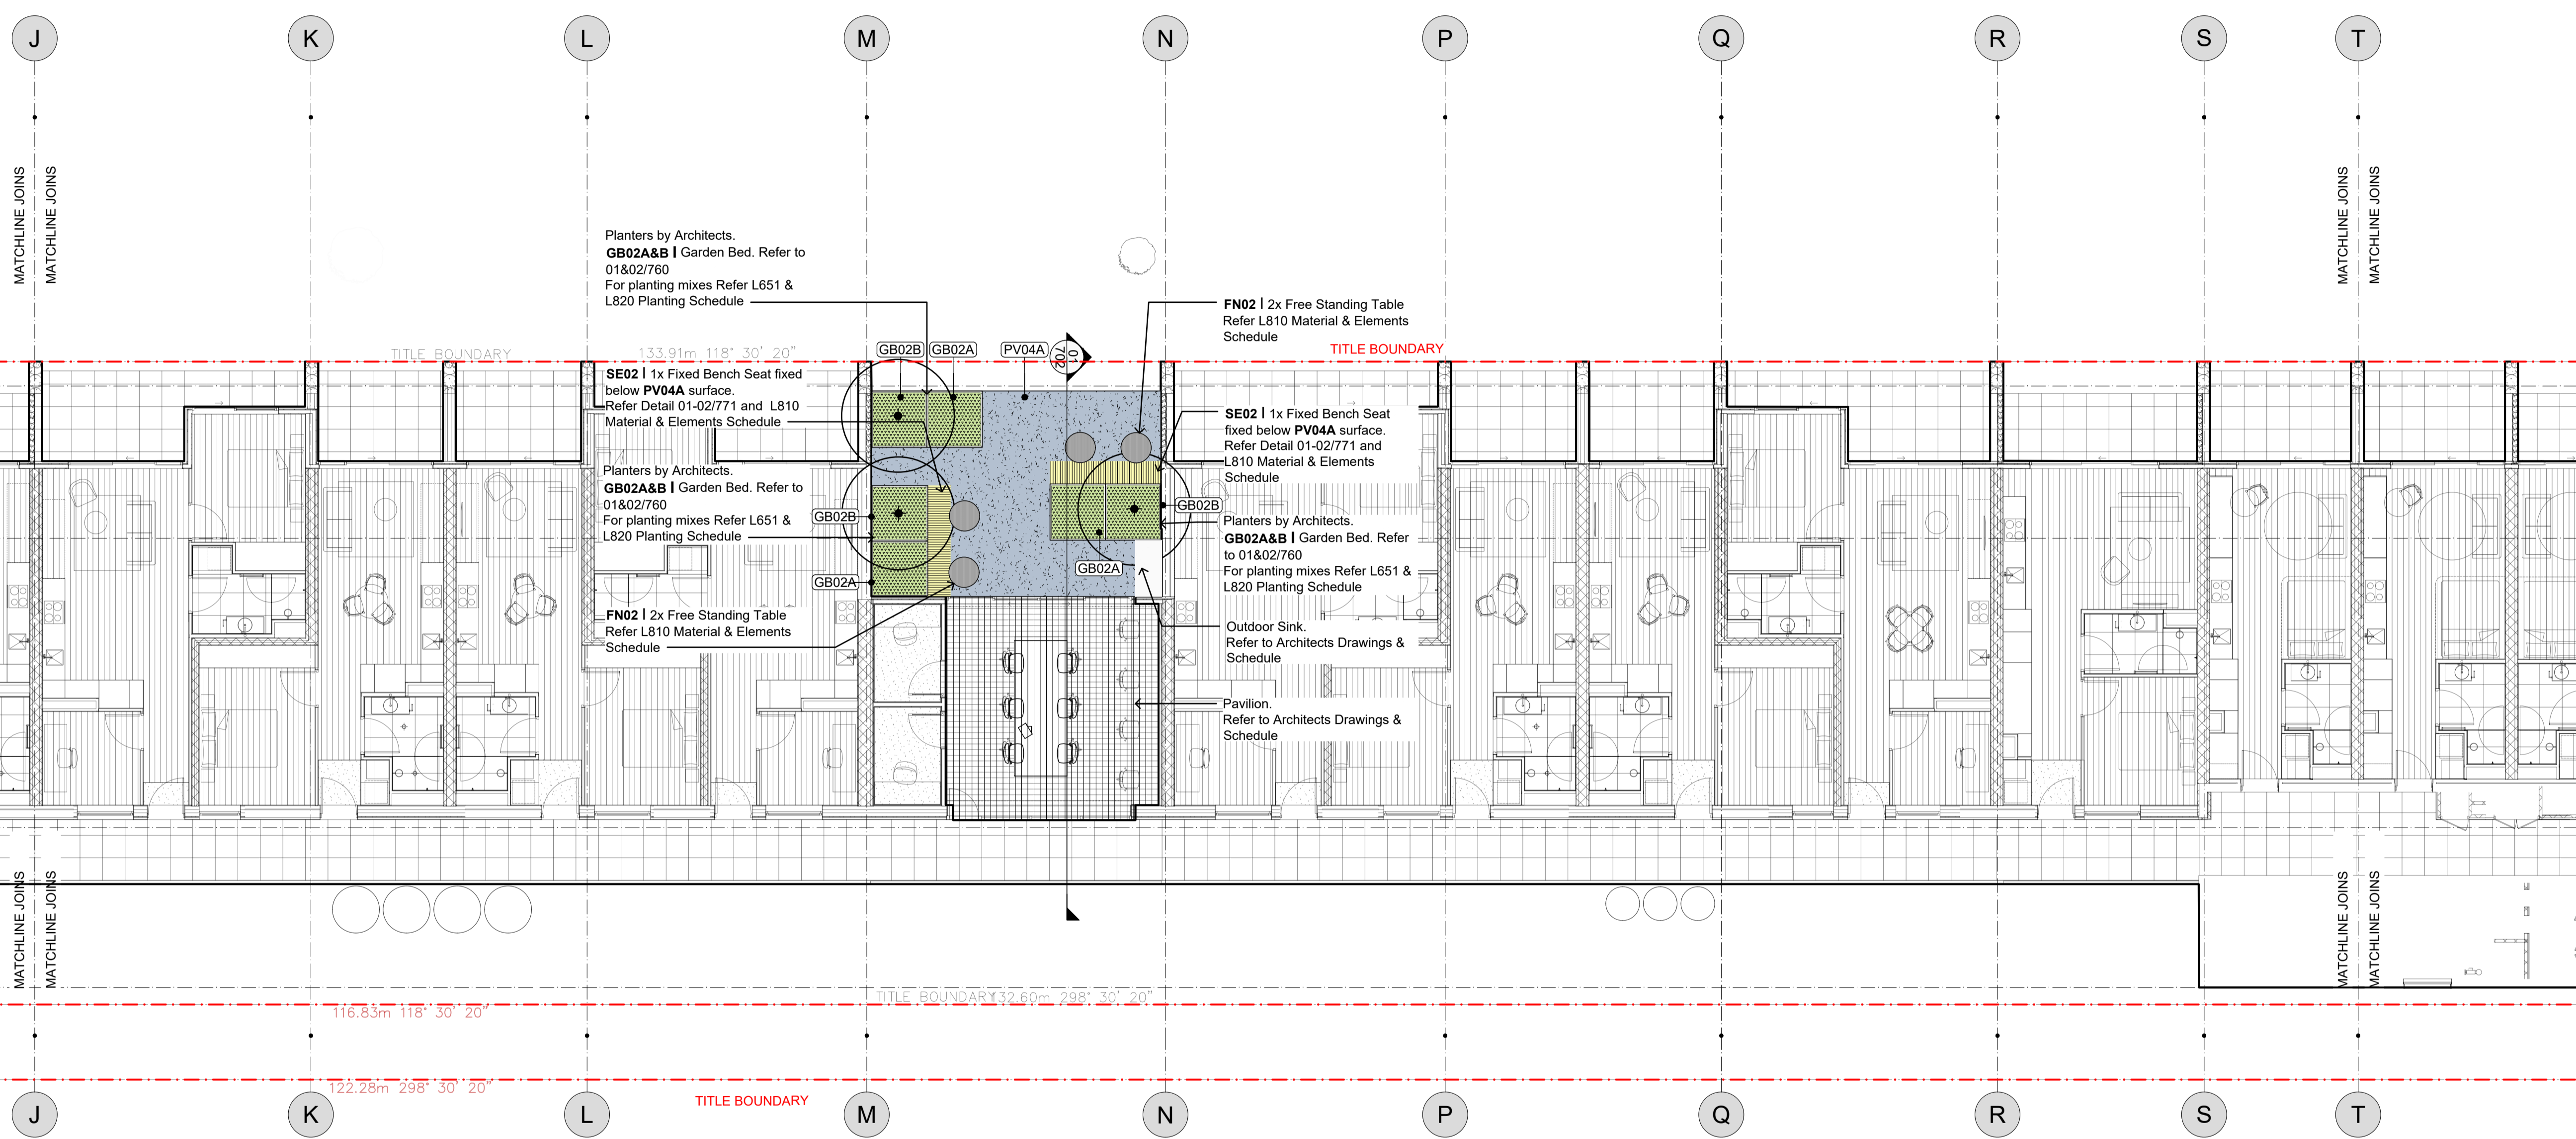 J K L M N P Q R S T
MATCHLINE JOINS
MATCHLINE JOINS
MATCHLINE JOINS
MATCHLINE JOINS
Planters by Architects.
GB02A&B | Garden Bed. Refer to
01&02/760
For planting mixes Refer L651 &
L820 Planting Schedule
FN02 | 2x Free Standing Table
Refer L810 Material & Elements
Schedule
TITLE BOUNDARY
133.91m 118° 30' 20"
GB02B
GB02A
PV04A
01
702
TITLE BOUNDARY
SE02 | 1x Fixed Bench Seat fixed
below PV04A surface.
Refer Detail 01-02/771 and L810
Material & Elements Schedule
SE02 | 1x Fixed Bench Seat
fixed below PV04A surface.
Refer Detail 01-02/771 and
L810 Material & Elements
Schedule
Planters by Architects.
GB02A&B | Garden Bed. Refer to
01&02/760
For planting mixes Refer L651 &
L820 Planting Schedule
GB02B
GB02A
GB02B
GB02A
Planters by Architects.
GB02A&B | Garden Bed. Refer
to 01&02/760
For planting mixes Refer L651 &
L820 Planting Schedule
FN02 | 2x Free Standing Table
Refer L810 Material & Elements
Schedule
Outdoor Sink.
Refer to Architects Drawings &
Schedule
Pavilion.
Refer to Architects Drawings &
Schedule
MATCHLINE JOINS
MATCHLINE JOINS
MATCHLINE JOINS
MATCHLINE JOINS
TITLE BOUNDARY
132.60m 298° 30' 20"
116.83m 118° 30' 20"
122.28m 298° 30' 20"
TITLE BOUNDARY
J K L M N P Q R S T